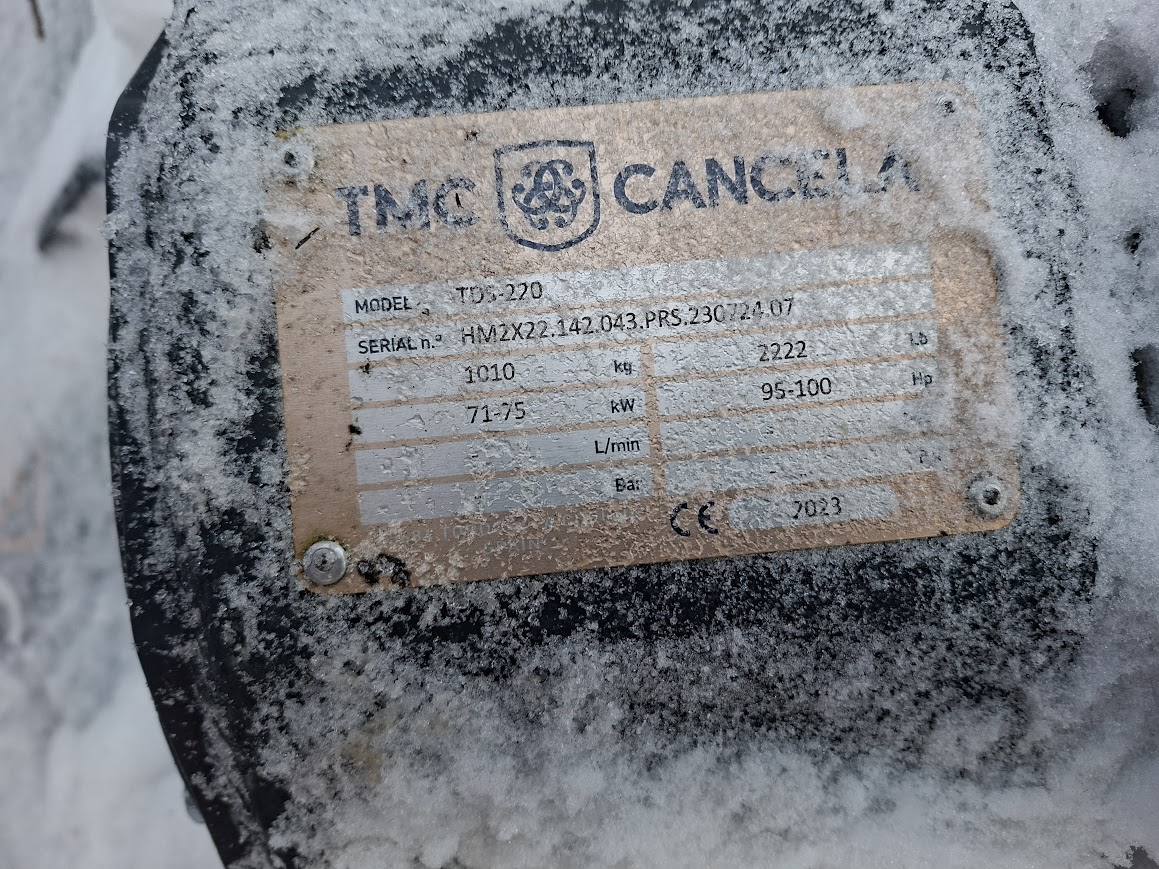 TMC CANCELA
MODEL TDS-220
SERIAL n.º HM2X22.142.043.PRS.230724.07
1010 kg 2222 Lb
71-75 kW 95-100 Hp
L/min
Bar
CE 2023